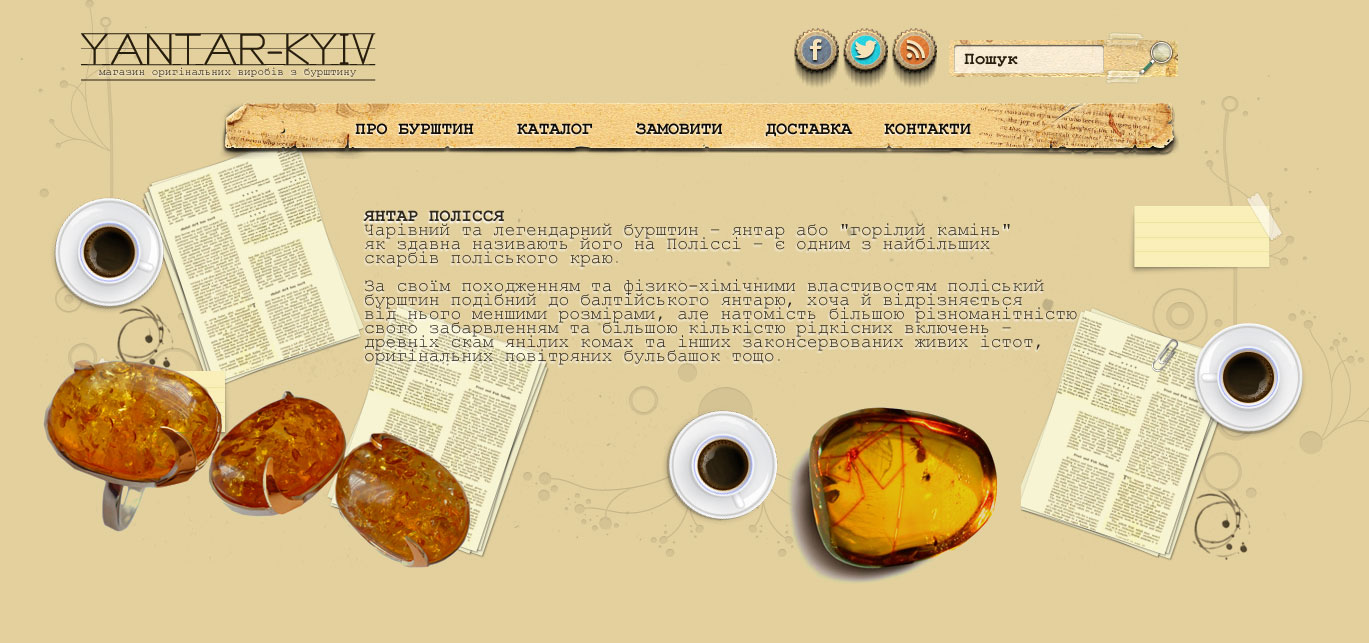 YANTAR-KYIV
магазин оригінальних виробів з бурштину
Пошук
ПРО БУРШТИН КАТАЛОГ ЗАМОВИТИ ДОСТАВКА КОНТАКТИ
ЯНТАР ПОЛІССЯ
Чарівний та легендарний бурштин – янтар або "горілий камінь"
як здавна називають його на Поліссі – є одним з найбільших
скарбів поліського краю.
За своїм походженням та фізико-хімічними властивостям поліський
бурштин подібний до балтійського янтарю, хоча й відрізняється
від нього меншими розмірами, але натомість більшою різноманітністю
свого забарвленням та більшою кількістю рідкісних включень –
древніх скам янілих комах та інших законсервованих живих істот,
оригінальних повітряних бульбашок тощо.